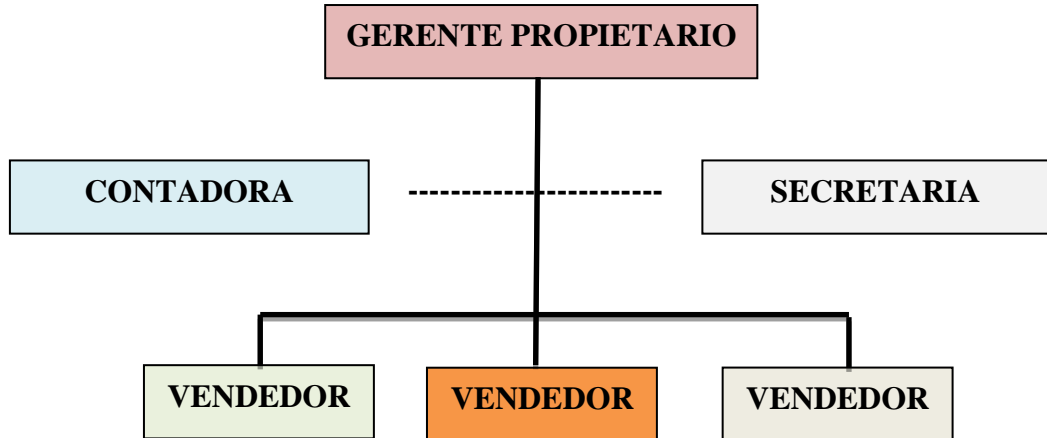 GERENTE PROPIETARIO
CONTADORA
SECRETARIA
VENDEDOR
VENDEDOR
VENDEDOR